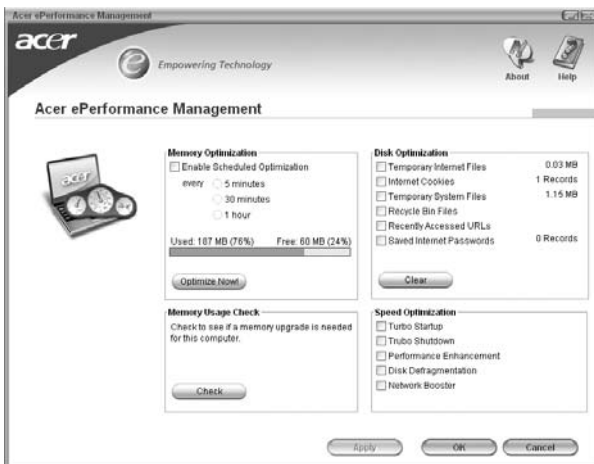 Acer ePerformance Management
acer
e Empowering Technology
About
Help
Acer ePerformance Management
acer
Memory Optimization
Enable Scheduled Optimization
every 5 minutes
30 minutes
1 hour
Used: 187 MB (76%) Free: 60 MB (24%)
Optimize Now!
Disk Optimization
Temporary Internet Files 0.03 MB
Internet Cookies 1 Records
Temporary System Files 1.15 MB
Recycle Bin Files
Recently Accessed URLs
Saved Internet Passwords 0 Records
Clear
Memory Usage Check
Check to see if a memory upgrade is needed
for this computer.
Check
Speed Optimization
Turbo Startup
Trubo Shutdown
Performance Enhancement
Disk Defragmentation
Network Booster
Apply
OK
Cancel